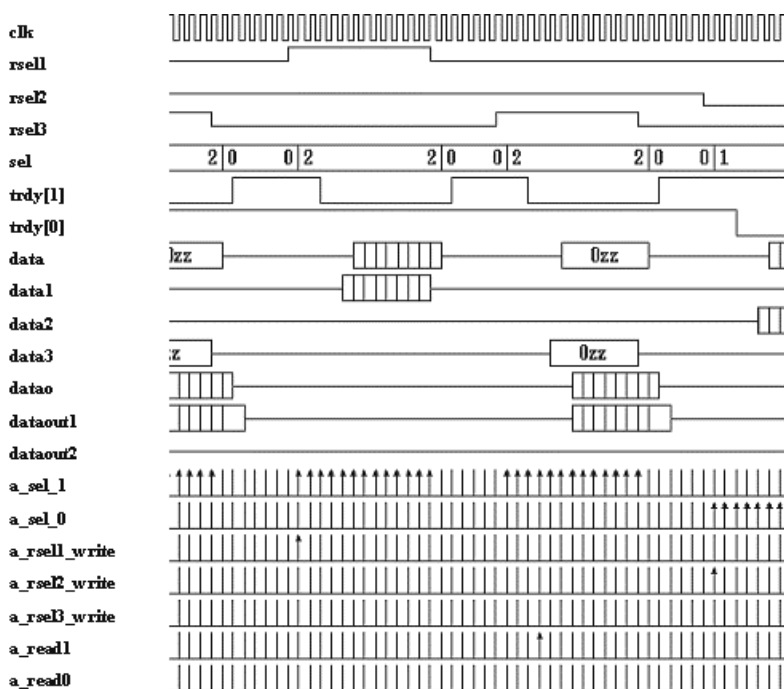 clk
rsel1
rsel2
rsel3
sel 2 0 0 2 2 0 0 2 2 0 0 1
trdy[1]
trdy[0]
data 0zz 0zz
data1
data2
data3 zz 0zz
datao
dataout1
dataout2
a_sel_1
a_sel_0
a_rsel1_write
a_rsel2_write
a_rsel3_write
a_read1
a_read0